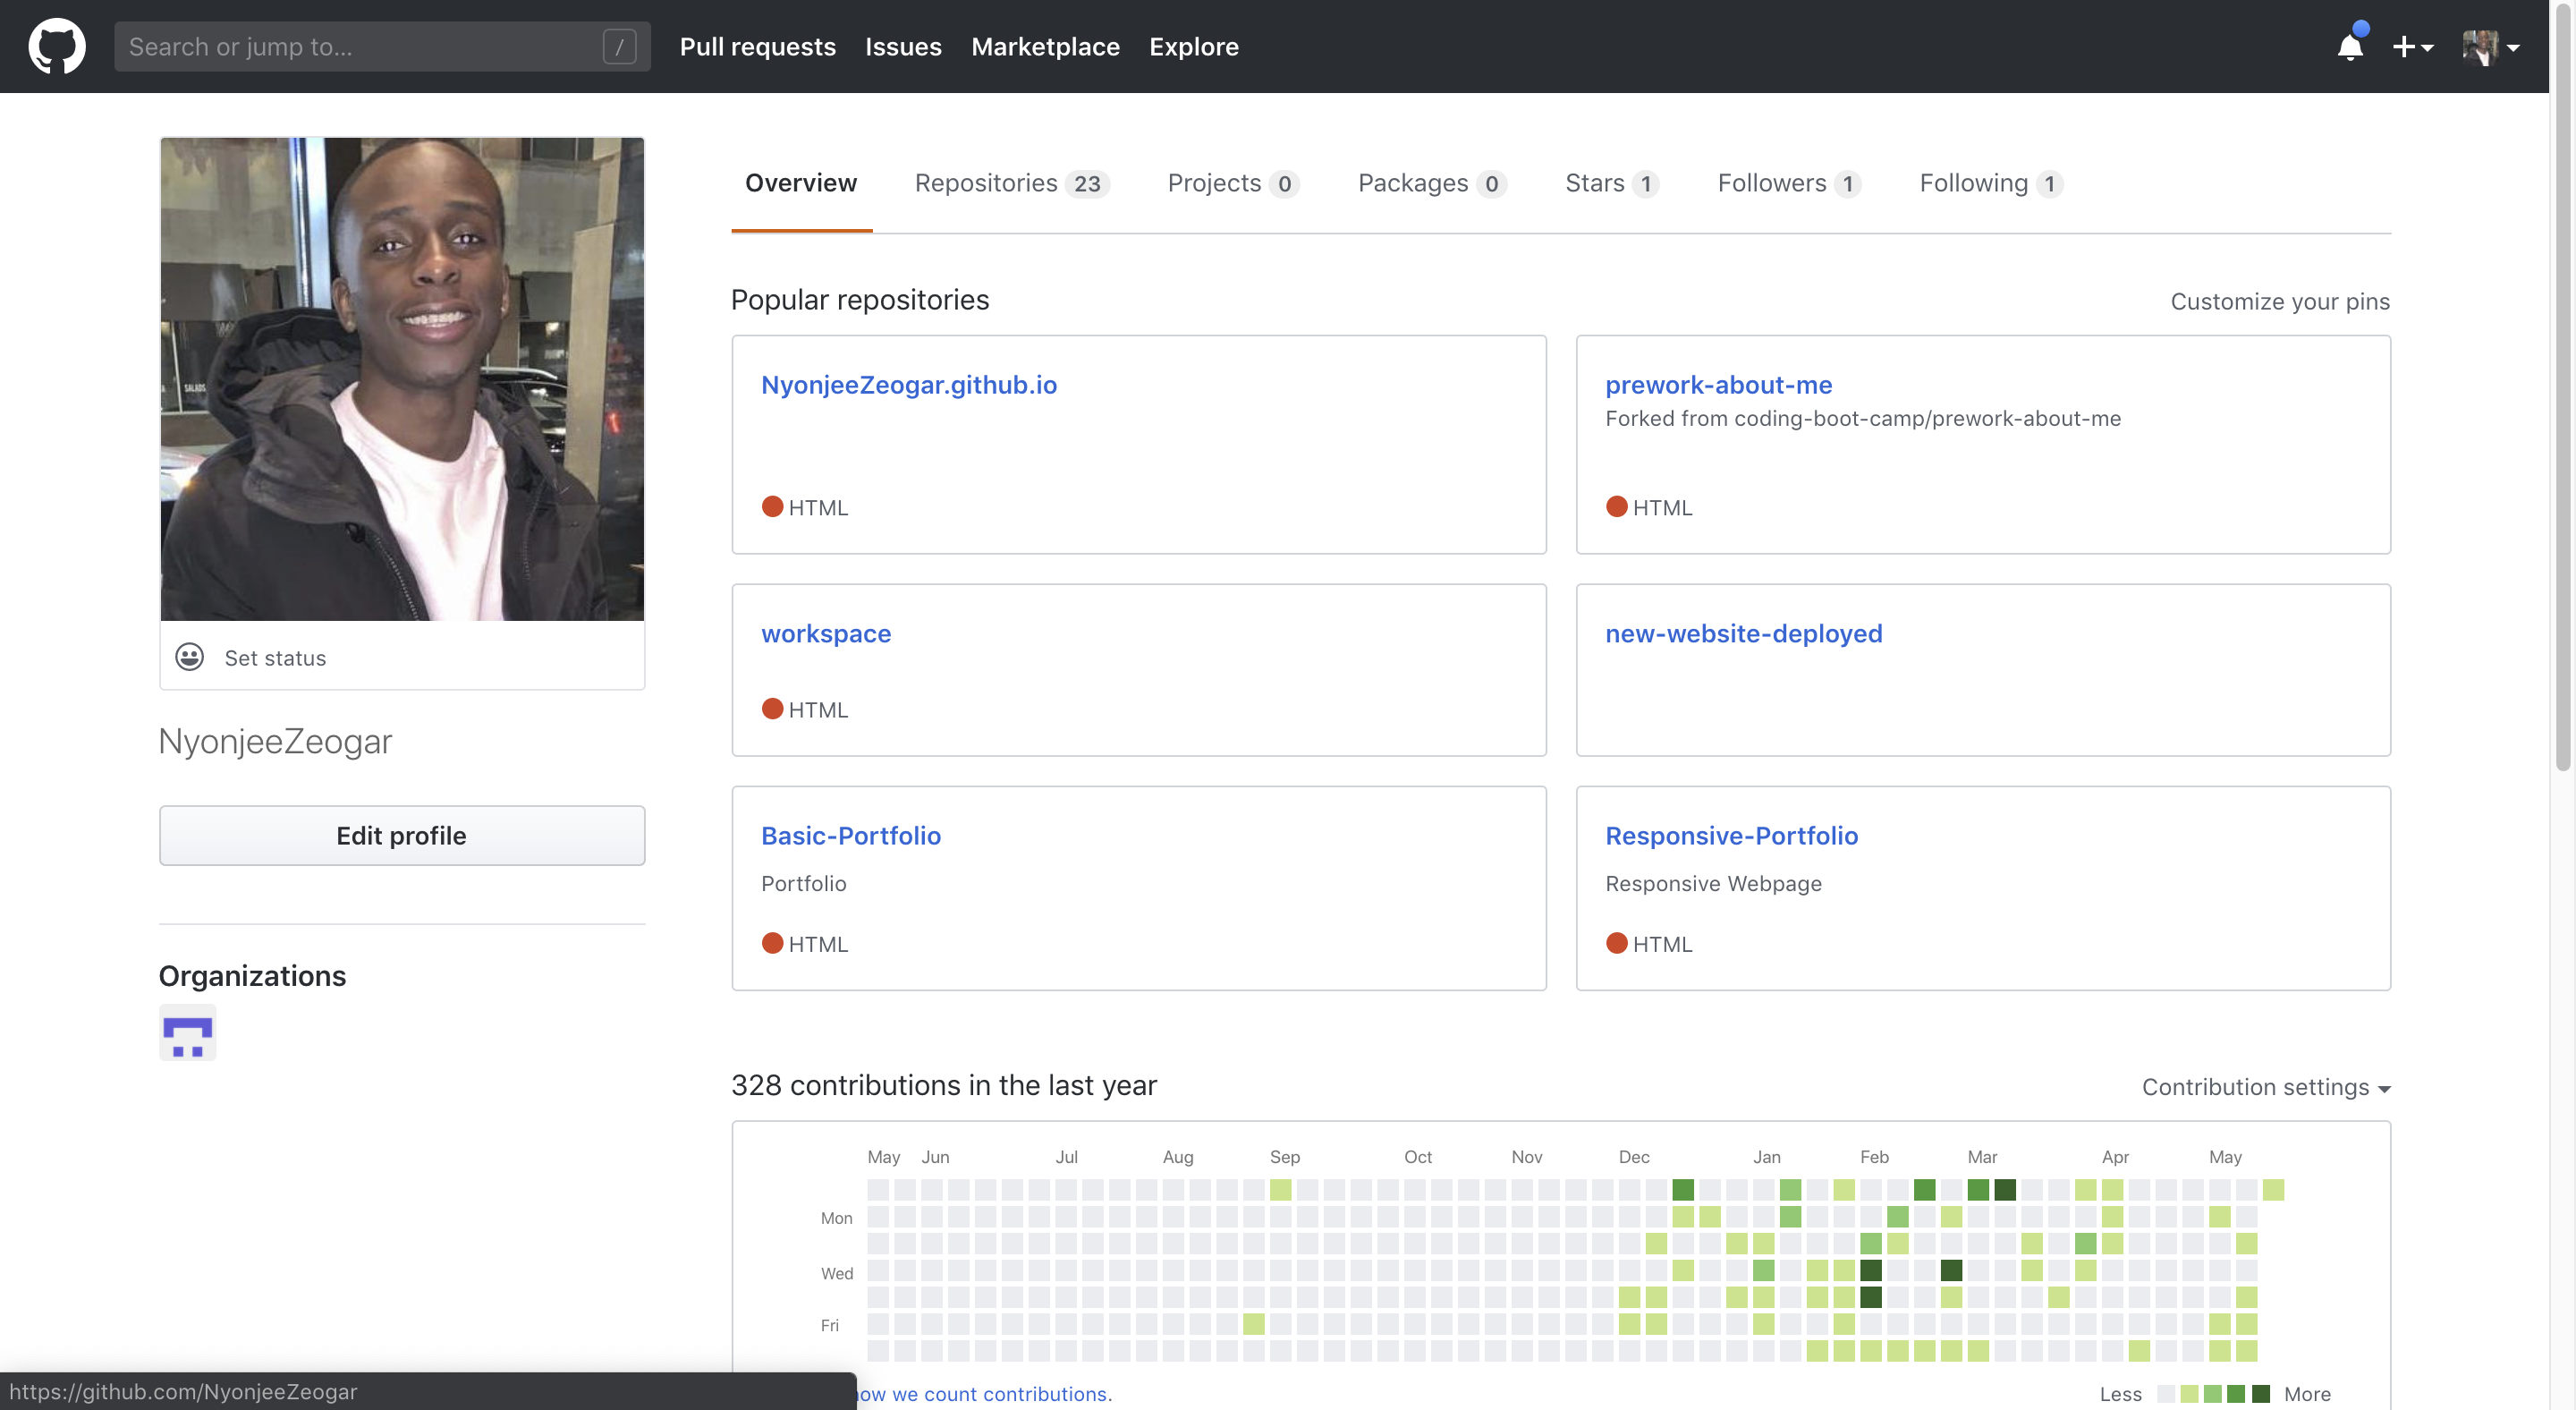 Search or jump to...
/
Pull requests
Issues
Marketplace
Explore
SALADS
Set status
NyonjeeZeogar
Edit profile
Organizations
Overview
Repositories 23
Projects 0
Packages 0
Stars 1
Followers 1
Following 1
Popular repositories
Customize your pins
NyonjeeZeogar.github.io
HTML
prework-about-me
Forked from coding-boot-camp/prework-about-me
HTML
workspace
HTML
new-website-deployed
Basic-Portfolio
Portfolio
HTML
Responsive-Portfolio
Responsive Webpage
HTML
328 contributions in the last year
Contribution settings
May Jun Jul Aug Sep Oct Nov Dec Jan Feb Mar Apr May
Mon
Wed
Fri
ow we count contributions.
Less
More
https://github.com/NyonjeeZeogar